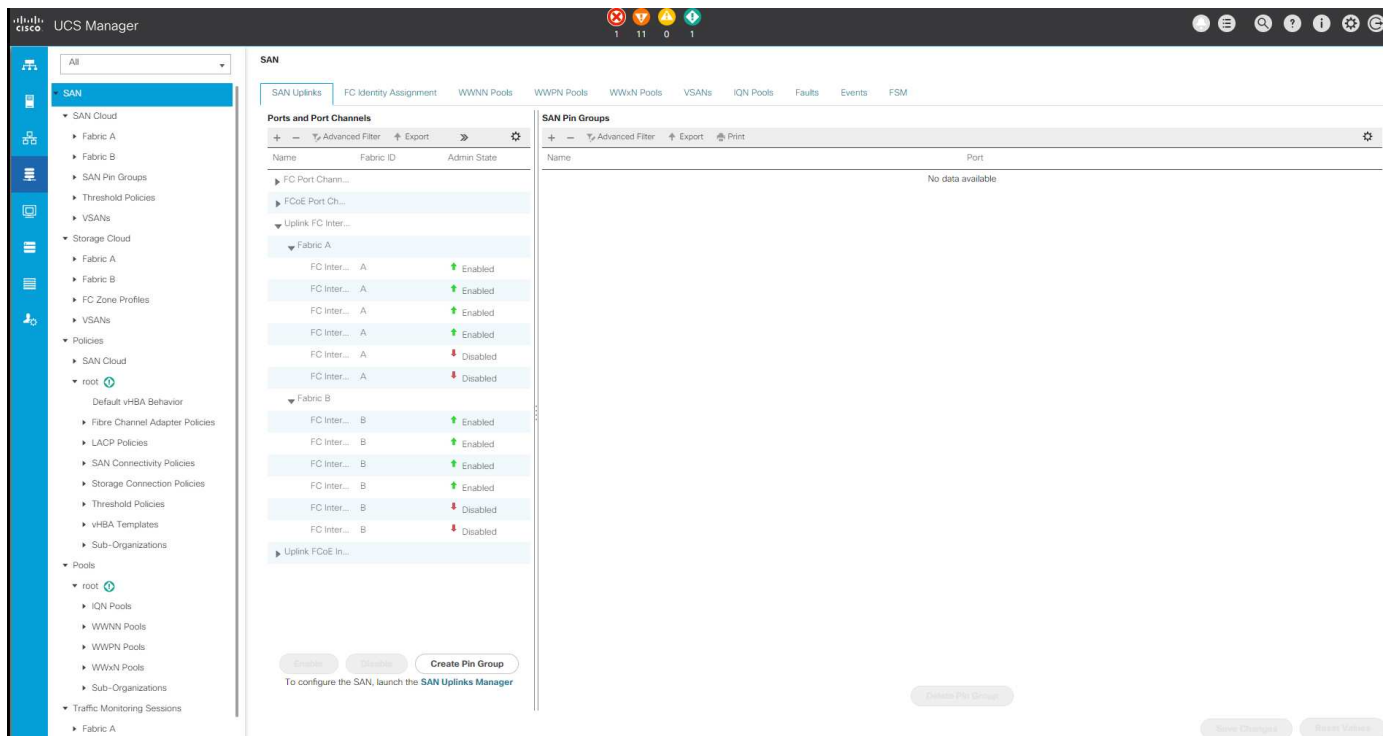 cisco UCS Manager
1 11 0 1
All
SAN
SAN Cloud
Fabric A
Fabric B
SAN Pin Groups
Threshold Policies
VSANs
Storage Cloud
Fabric A
Fabric B
FC Zone Profiles
VSANs
Policies
SAN Cloud
root
Default vHBA Behavior
Fibre Channel Adapter Policies
LACP Policies
SAN Connectivity Policies
Storage Connection Policies
Threshold Policies
vHBA Templates
Sub-Organizations
Pools
root
IQN Pools
WWNN Pools
WWPN Pools
WWxN Pools
Sub-Organizations
Traffic Monitoring Sessions
Fabric A
SAN
SAN Uplinks FC Identity Assignment WWNN Pools WWPN Pools WWxN Pools VSANs IQN Pools Faults Events FSM
Ports and Port Channels
+ − Advanced Filter Export
Name Fabric ID Admin State
FC Port Chann...
FCoE Port Ch...
Uplink FC Inter...
Fabric A
FC Inter... A Enabled
FC Inter... A Enabled
FC Inter... A Enabled
FC Inter... A Enabled
FC Inter... A Disabled
FC Inter... A Disabled
Fabric B
FC Inter... B Enabled
FC Inter... B Enabled
FC Inter... B Enabled
FC Inter... B Enabled
FC Inter... B Disabled
FC Inter... B Disabled
Uplink FCoE In...
Enable Disable Create Pin Group
To configure the SAN, launch the SAN Uplinks Manager
SAN Pin Groups
+ − Advanced Filter Export Print
Name Port
No data available
Delete Pin Group
Save Changes Reset Values